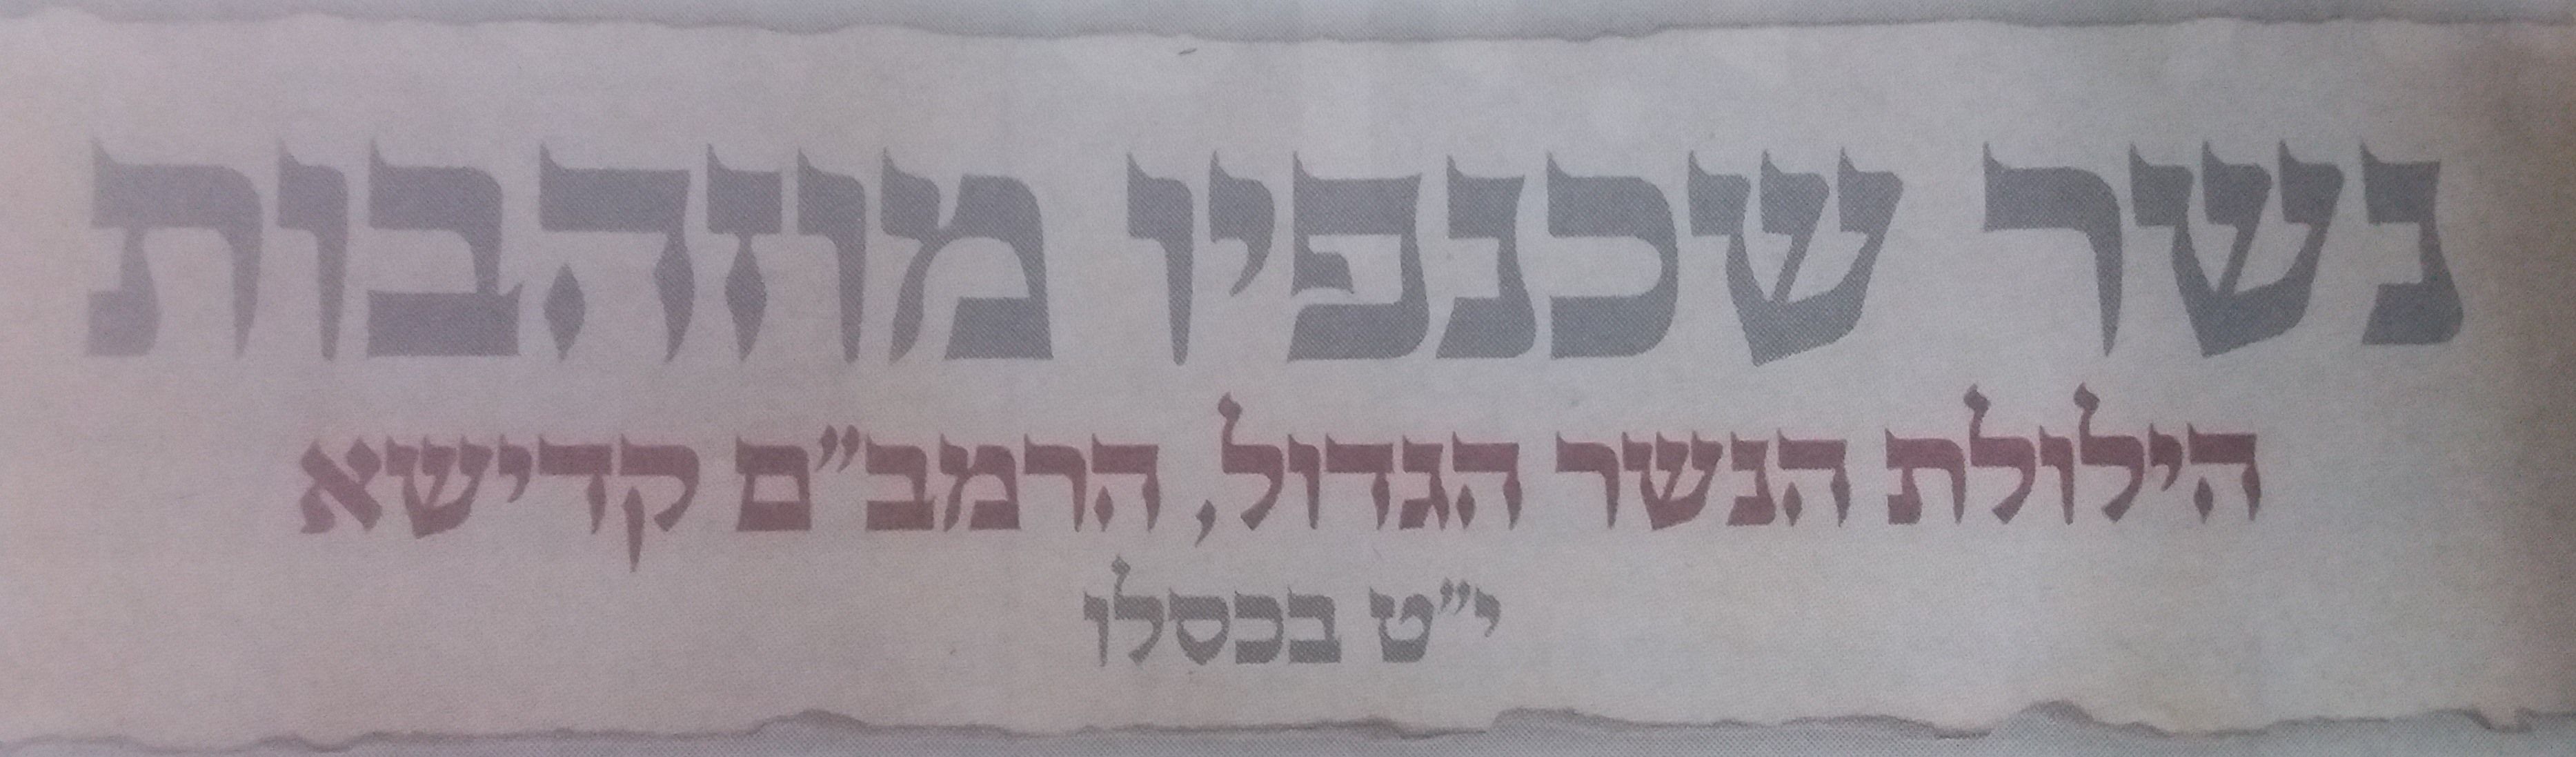 נשר שכנפיו מוזהבות
הילולת הנשר הגדול, הרמב״ם קדישא
י״ט בכסלו